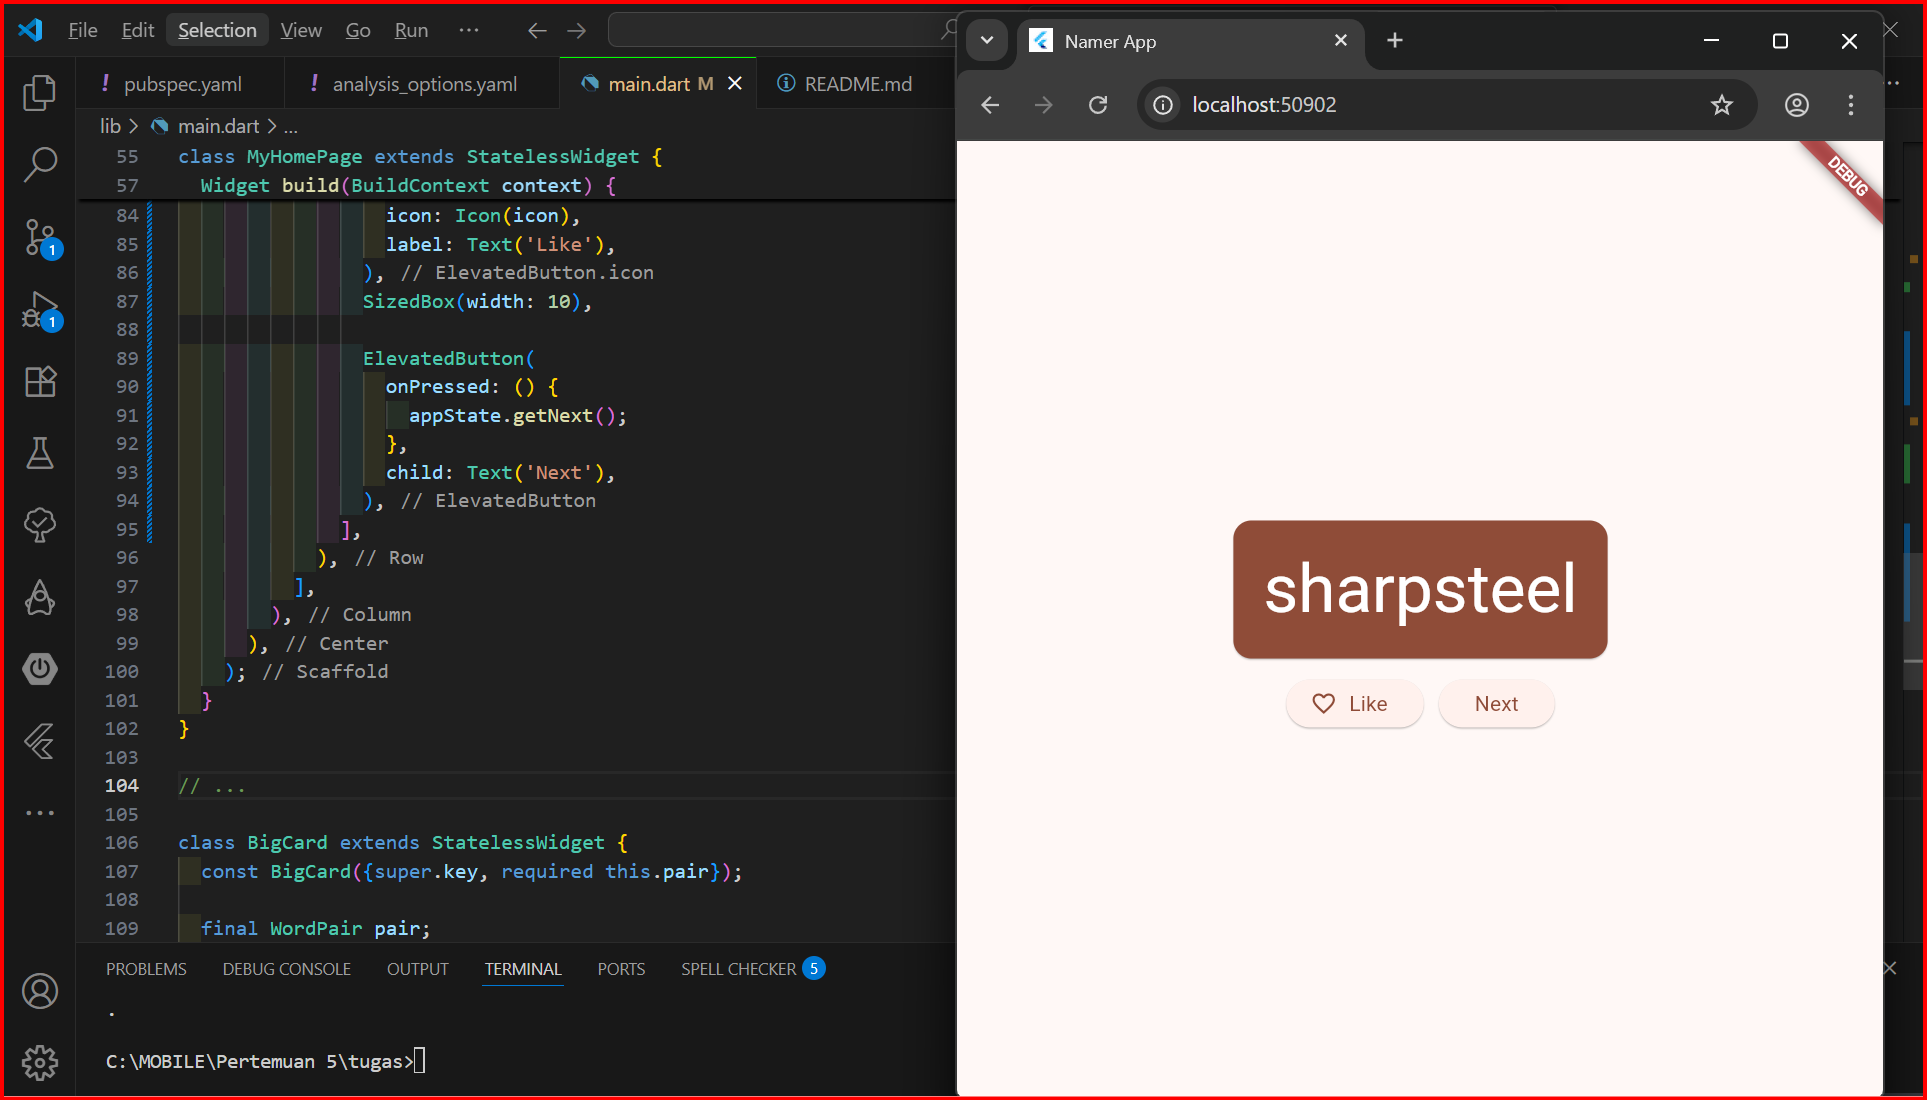 File Edit Selection View Go Run ...
pubspec.yaml
analysis_options.yaml
main.dart M
README.md
lib > main.dart > ...
55 class MyHomePage extends StatelessWidget {
57 Widget build(BuildContext context) {
84 icon: Icon(icon),
85 label: Text('Like'),
86 ), // ElevatedButton.icon
87 SizedBox(width: 10),
88
89 ElevatedButton(
90 onPressed: () {
91 appState.getNext();
92 },
93 child: Text('Next'),
94 ), // ElevatedButton
95 ],
96 ), // Row
97 ],
98 ), // Column
99 ), // Center
100 ); // Scaffold
101 }
102 }
103
104 // ...
105
106 class BigCard extends StatelessWidget {
107 const BigCard({super.key, required this.pair});
108
109 final WordPair pair;
1
1
PROBLEMS DEBUG CONSOLE OUTPUT TERMINAL PORTS SPELL CHECKER 5
.
C:\MOBILE\Pertemuan 5\tugas>
Namer App
localhost:50902
DEBUG
sharpsteel
Like
Next